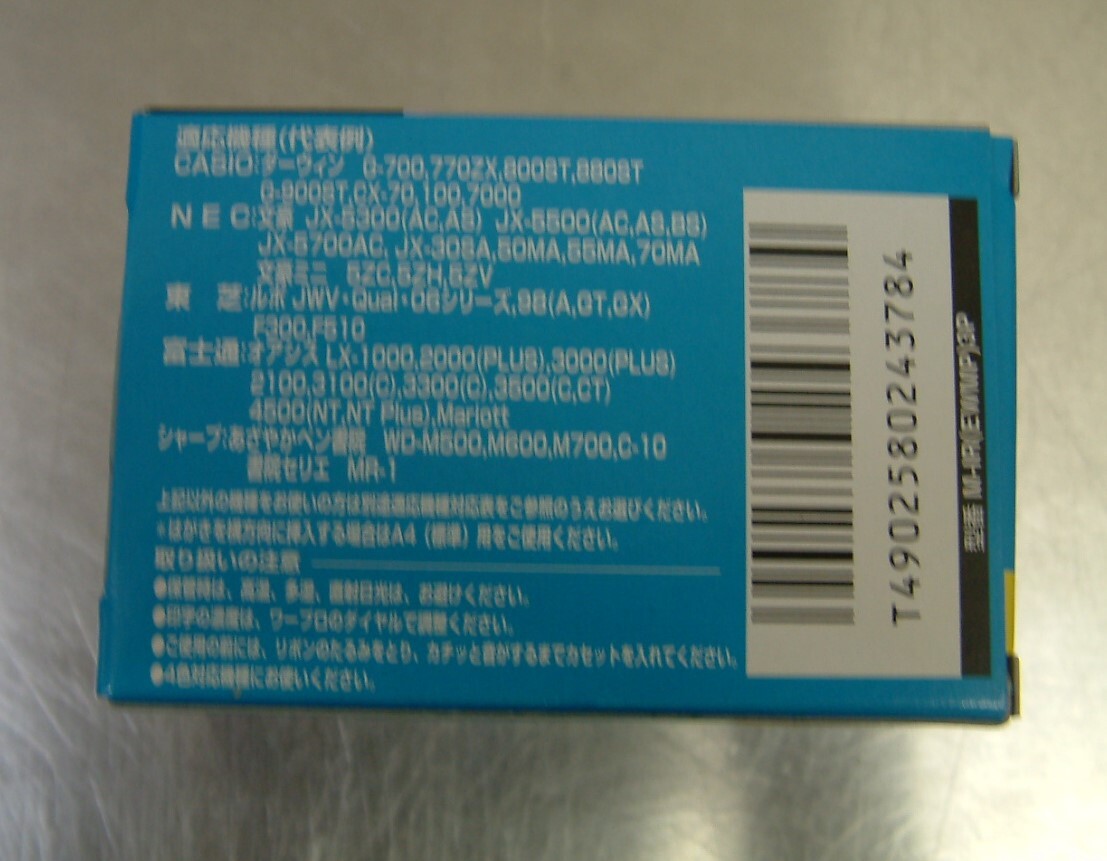 適応機種(代表例)
CASIO:ダーウィン G-700,770ZX,800ST,880ST
G-900ST,CX-70,100,7000
NEC:文豪 JX-5300(AC,AS) JX-5500(AC,AS,BS)
JX-5700AC, JX-30SA,50MA,55MA,70MA
文豪ミニ 5ZC,5ZH,5ZV
東芝:ルポ JWV・Qual・06シリーズ,98(A,CT,GX)
F300,F510
富士通:オアシス LX-1000,2000(PLUS),3000(PLUS)
2100,3100(C),3300(C),3500(C,CT)
4500(NT,NT Plus),Mariott
シャープ:あざやかペン書院 WD-M500,M600,M700,C-10
書院セリエ MR-1
上記以外の機種をお使いの方は別途適応機種対応表をご参照のうえお選びください。
*はがきを横方向に挿入する場合はA4(標準)用をご使用ください。
取り扱いの注意
●保管時は、高温、多湿、直射日光は、お避けください。
●印字の濃度は、ワープロのダイヤルで調整ください。
●ご使用の前には、リボンのたるみをとり、カチッと音がするまでカセットを入れてください。
●4色対応機種にお使いください。
T4902580243784
型番